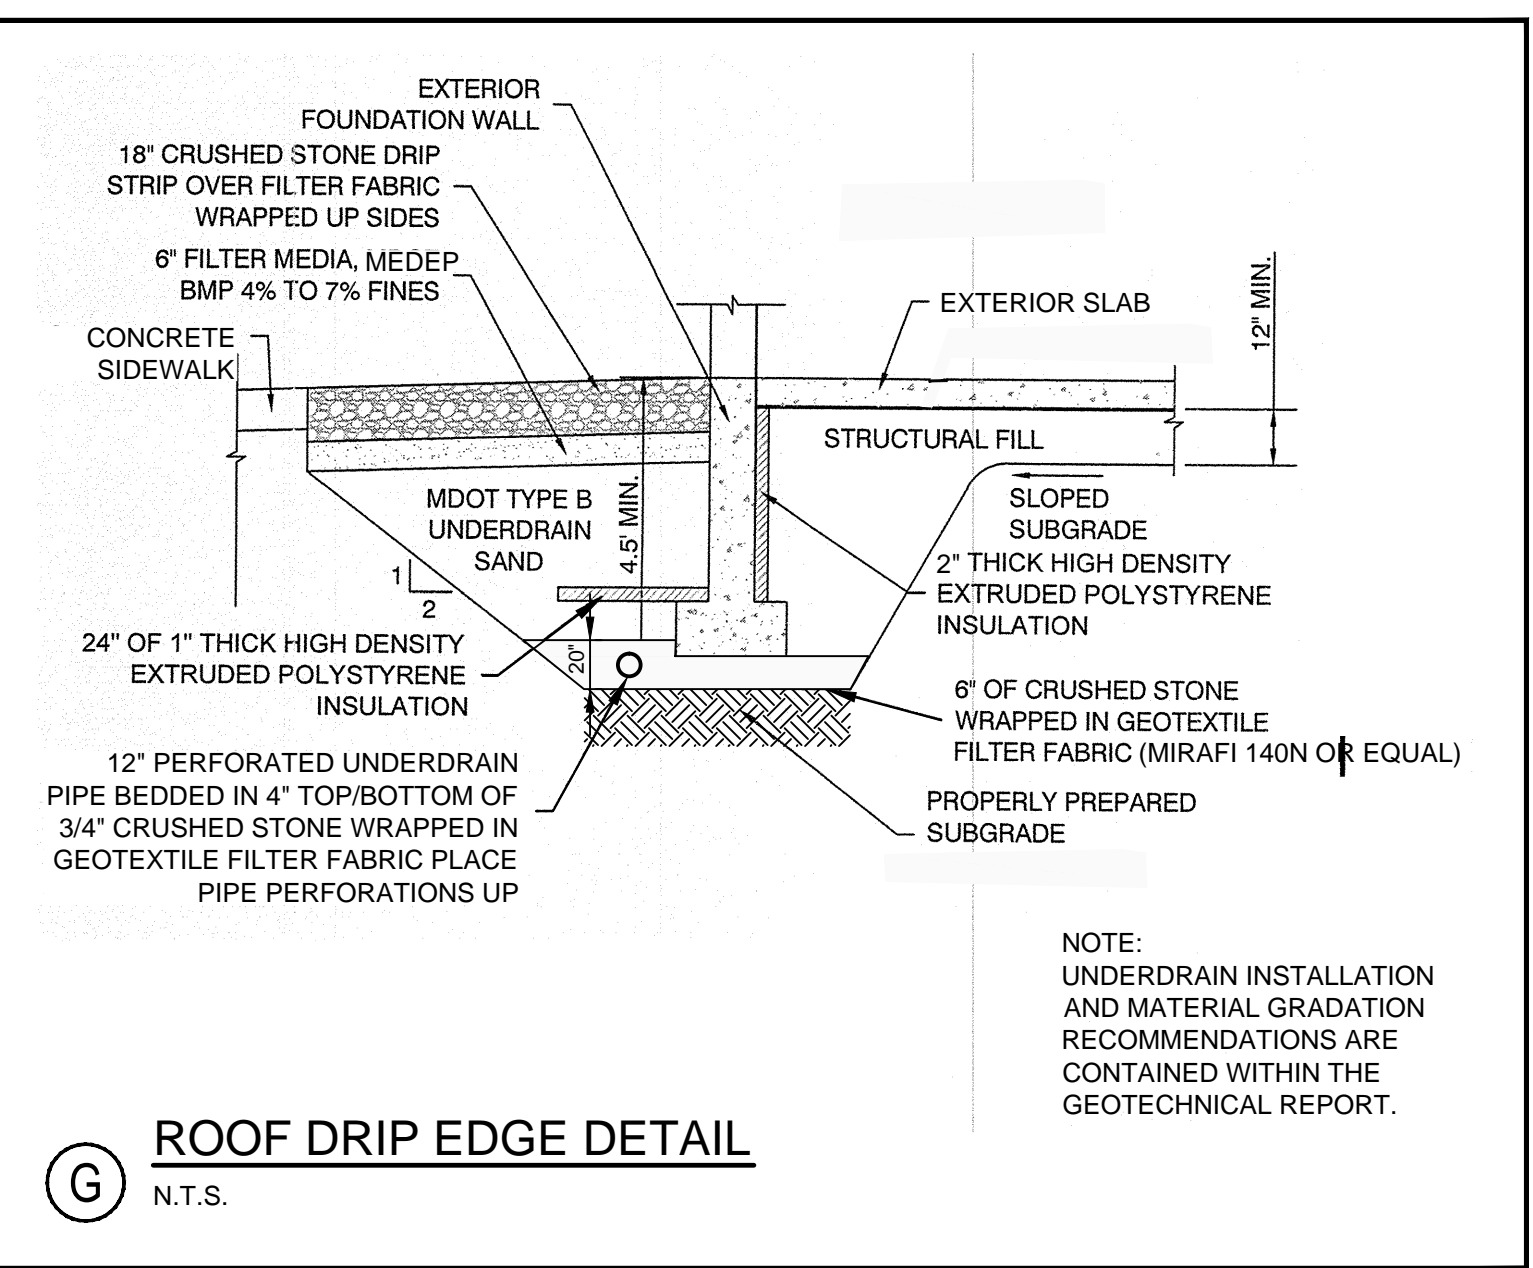 EXTERIOR
FOUNDATION WALL
18" CRUSHED STONE DRIP
STRIP OVER FILTER FABRIC
WRAPPED UP SIDES
6" FILTER MEDIA, MEDEP
BMP 4% TO 7% FINES
CONCRETE
SIDEWALK
EXTERIOR SLAB
12" MIN.
STRUCTURAL FILL
MDOT TYPE B
UNDERDRAIN
SAND
4.5' MIN.
SLOPED
SUBGRADE
1
2
2" THICK HIGH DENSITY
EXTRUDED POLYSTYRENE
INSULATION
24" OF 1" THICK HIGH DENSITY
EXTRUDED POLYSTYRENE
INSULATION
20"
6" OF CRUSHED STONE
WRAPPED IN GEOTEXTILE
FILTER FABRIC (MIRAFI 140N OR EQUAL)
12" PERFORATED UNDERDRAIN
PIPE BEDDED IN 4" TOP/BOTTOM OF
3/4" CRUSHED STONE WRAPPED IN
GEOTEXTILE FILTER FABRIC PLACE
PIPE PERFORATIONS UP
PROPERLY PREPARED
SUBGRADE
NOTE:
UNDERDRAIN INSTALLATION
AND MATERIAL GRADATION
RECOMMENDATIONS ARE
CONTAINED WITHIN THE
GEOTECHNICAL REPORT.
G
ROOF DRIP EDGE DETAIL
N.T.S.